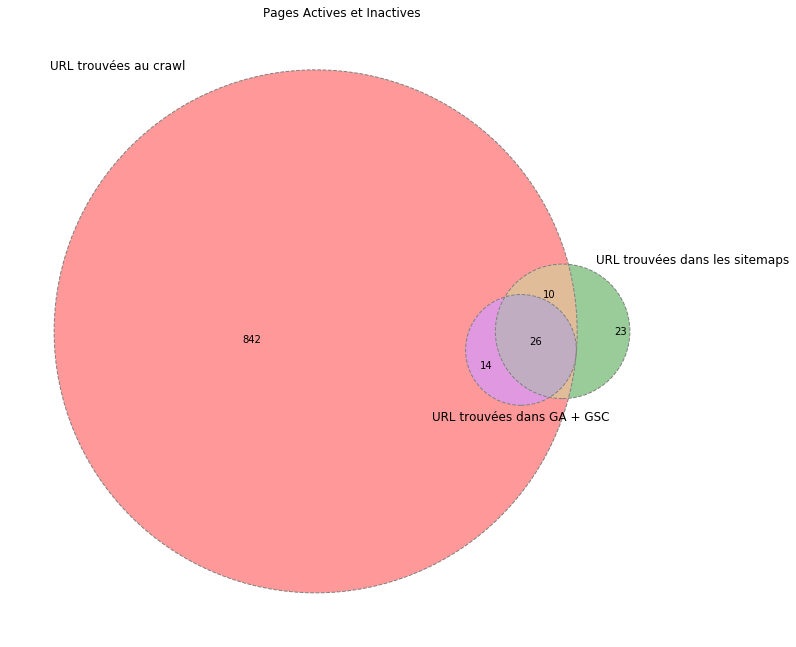 Pages Actives et Inactives
URL trouvées au crawl
URL trouvées dans les sitemaps
10
23
842
26
14
URL trouvées dans GA + GSC